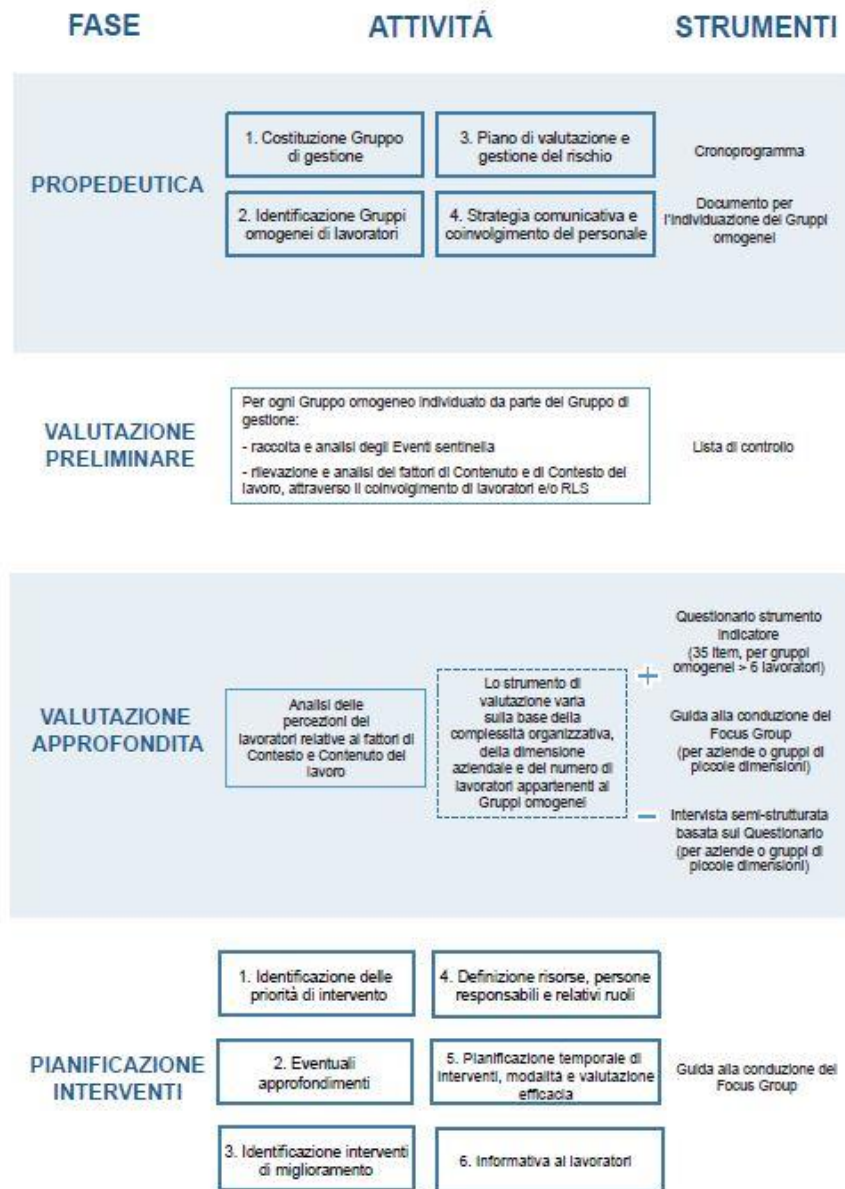 FASE
ATTIVITÁ
STRUMENTI
PROPEDEUTICA
1. Costituzione Gruppo
di gestione
3. Piano di valutazione e
gestione del rischio
2. Identificazione Gruppi
omogenei di lavoratori
4. Strategia comunicativa e
coinvolgimento del personale
Cronoprogramma
Documento per
l'individuazione dei Gruppi
omogenei
VALUTAZIONE
PRELIMINARE
Per ogni Gruppo omogeneo individuato da parte del Gruppo di
gestione:
- raccolta e analisi degli Eventi sentinella
- rilevazione e analisi dei fattori di Contenuto e di Contesto del
lavoro, attraverso il coinvolgimento di lavoratori e/o RLS
Lista di controllo
VALUTAZIONE
APPROFONDITA
Analisi delle
percezioni dei
lavoratori relative ai fattori di
Contesto e Contenuto del
lavoro
Lo strumento di
valutazione varia
sulla base della
complessità organizzativa,
della dimensione
aziendale e del numero di
lavoratori appartenenti ai
Gruppi omogenei
+
Questionario strumento
indicatore
(35 item, per gruppi
omogenei > 6 lavoratori)
Guida alla conduzione del
Focus Group
(per aziende o gruppi di
piccole dimensioni)
–
Intervista semi-strutturata
basata sul Questionario
(per aziende o gruppi di
piccole dimensioni)
PIANIFICAZIONE
INTERVENTI
1. Identificazione delle
priorità di intervento
4. Definizione risorse, persone
responsabili e relativi ruoli
2. Eventuali
approfondimenti
5. Pianificazione temporale di
interventi, modalità e valutazione
efficacia
3. Identificazione interventi
di miglioramento
6. Informativa ai lavoratori
Guida alla conduzione del
Focus Group